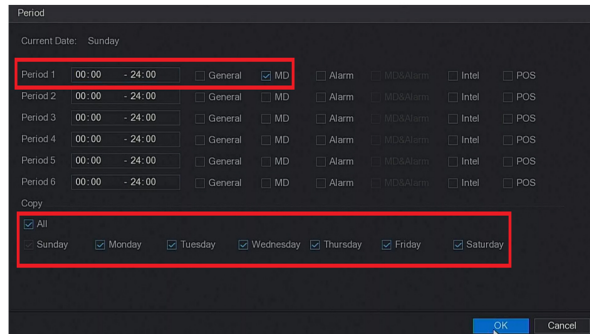 Period
Current Date: Sunday
Period 1 00:00 - 24:00 General MD Alarm MD&Alarm Intel POS
Period 2 00:00 - 24:00 General MD Alarm MD&Alarm Intel POS
Period 3 00:00 - 24:00 General MD Alarm MD&Alarm Intel POS
Period 4 00:00 - 24:00 General MD Alarm MD&Alarm Intel POS
Period 5 00:00 - 24:00 General MD Alarm MD&Alarm Intel POS
Period 6 00:00 - 24:00 General MD Alarm MD&Alarm Intel POS
Copy
All
Sunday Monday Tuesday Wednesday Thursday Friday Saturday
OK Cancel